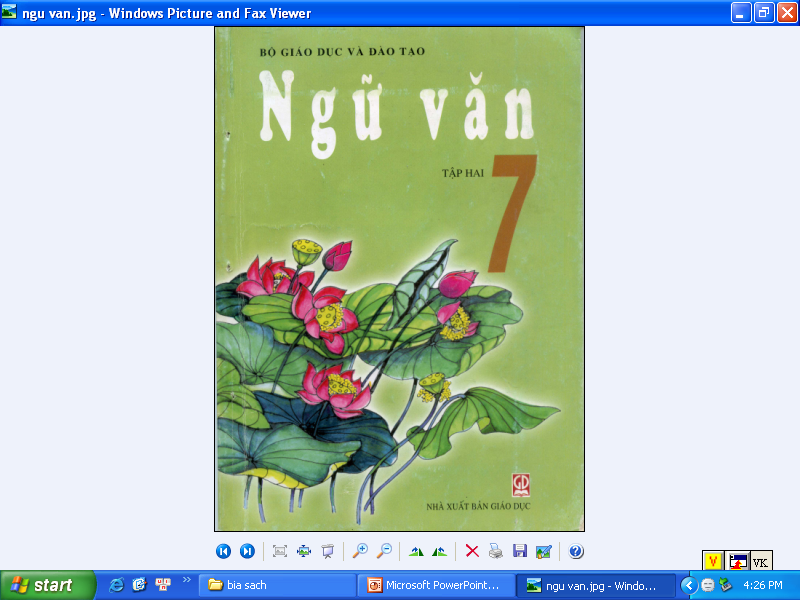 ngu van.jpg - Windows Picture and Fax Viewer
BỘ GIÁO DỤC VÀ ĐÀO TẠO
Ngữ văn
TẬP HAI
7
GD
NHÀ XUẤT BẢN GIÁO DỤC
V
VK
start
bia sach
Microsoft PowerPoint...
ngu van.jpg - Windo...
4:26 PM